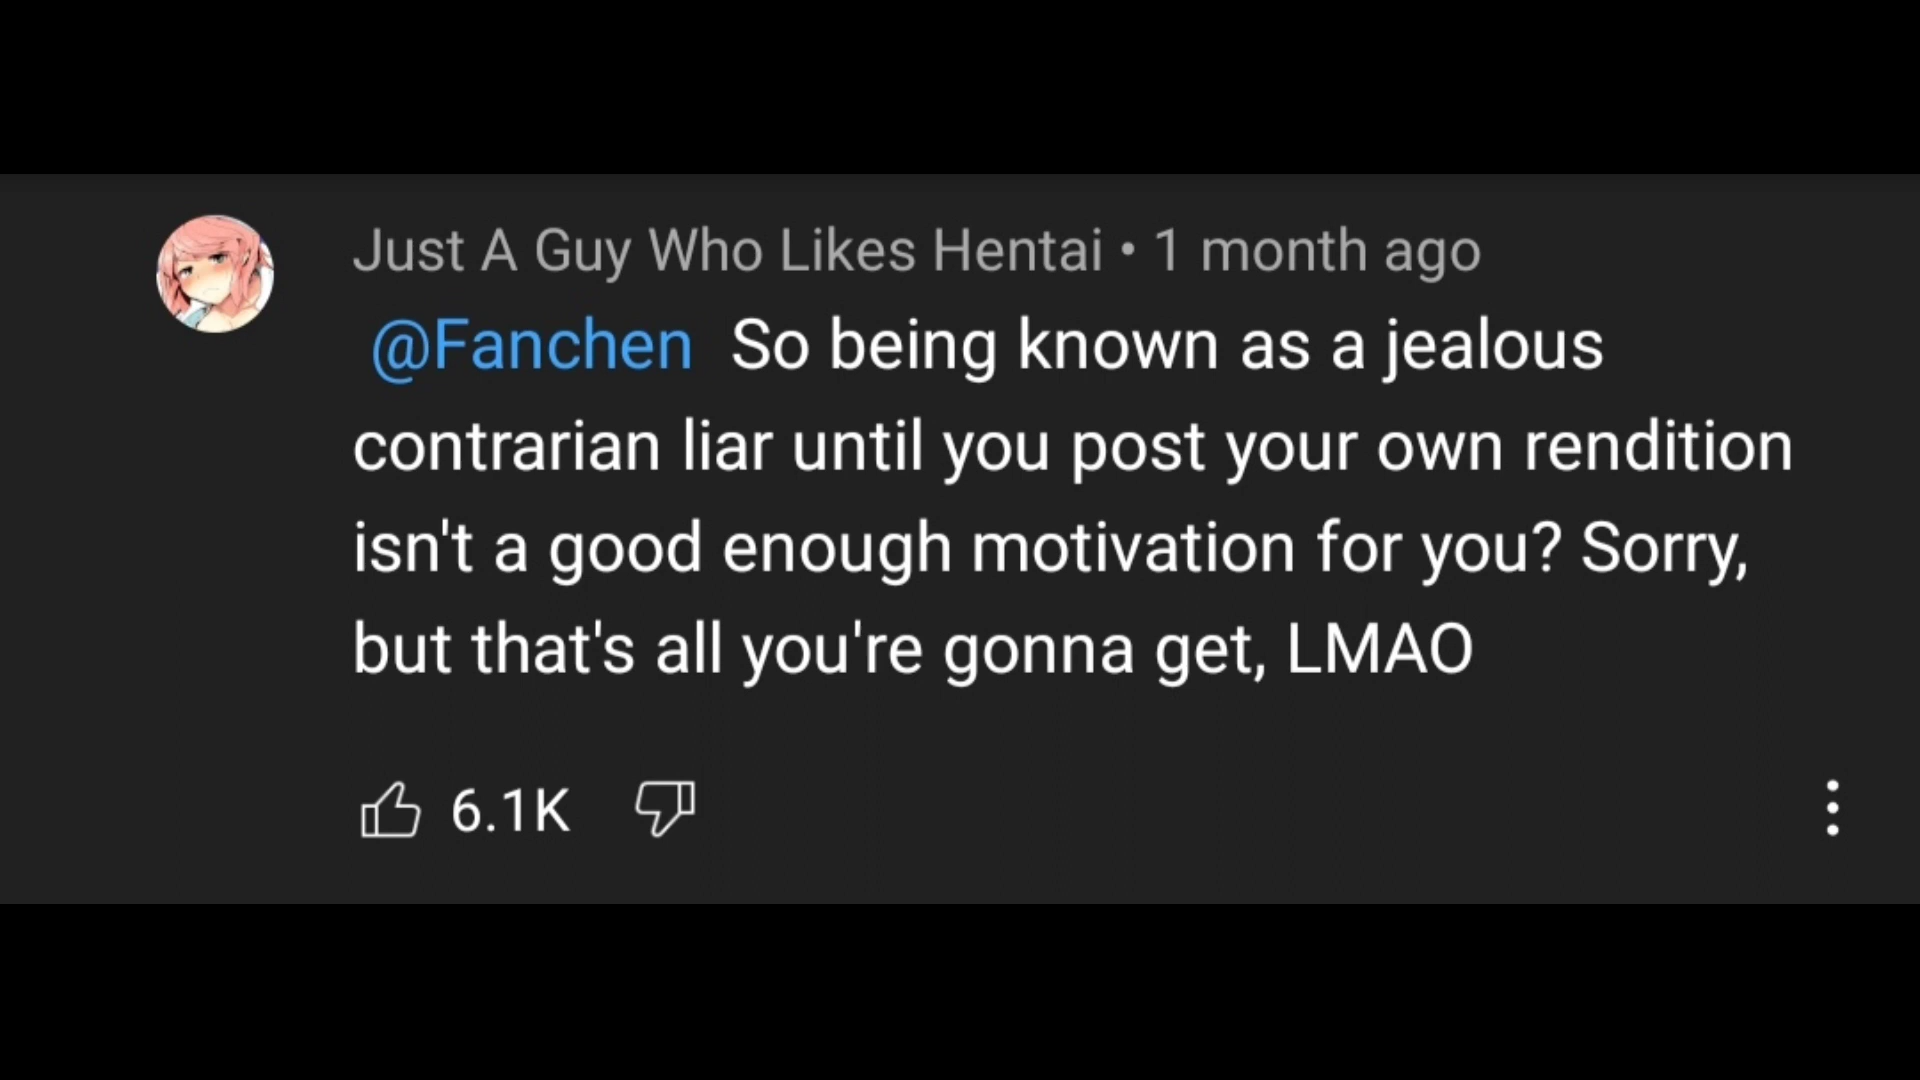 Just A Guy Who Likes Hentai • 1 month ago
@Fanchen So being known as a jealous
contrarian liar until you post your own rendition
isn't a good enough motivation for you? Sorry,
but that's all you're gonna get, LMAO
6.1K